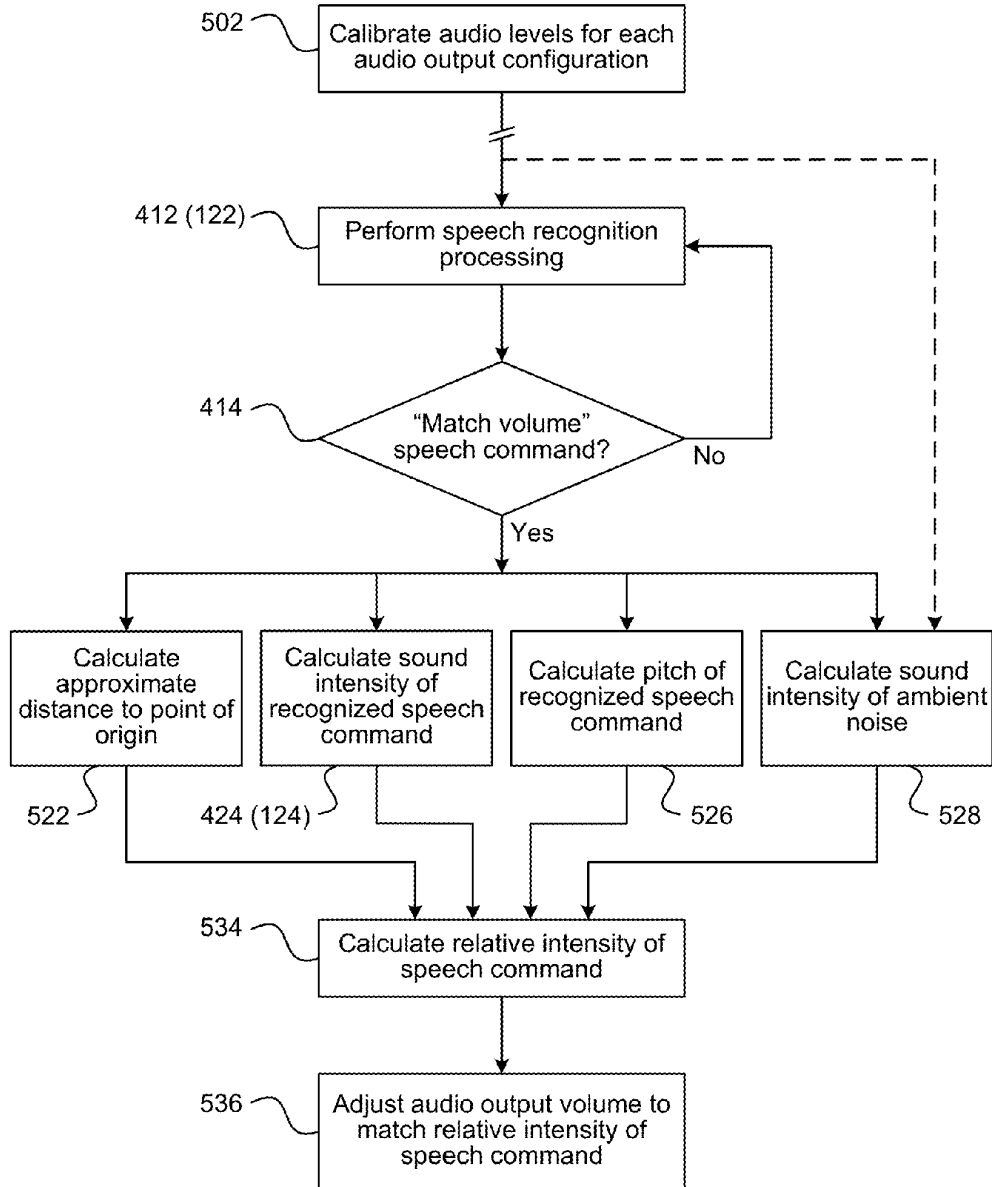 502
Calibrate audio levels for each
audio output configuration
412 (122)
Perform speech recognition
processing
414
“Match volume”
speech command?
No
Yes
Calculate
approximate
distance to point of
origin
Calculate sound
intensity of
recognized speech
command
Calculate pitch of
recognized speech
command
Calculate sound
intensity of ambient
noise
522
424 (124)
526
528
534
Calculate relative intensity of
speech command
536
Adjust audio output volume to
match relative intensity of
speech command